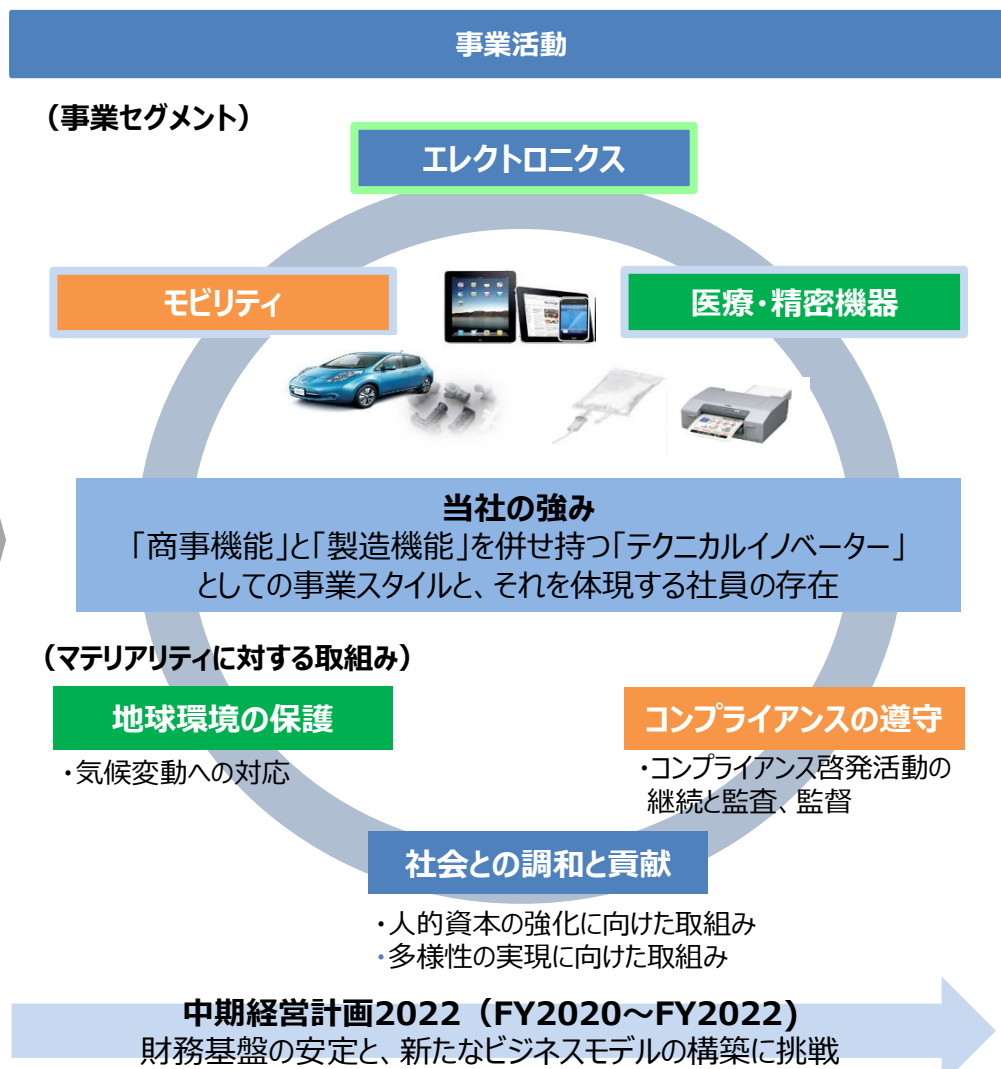 事業活動
（事業セグメント）
エレクトロニクス
モビリティ
医療・精密機器
当社の強み
「商事機能」と「製造機能」を併せ持つ「テクニカルイノベーター」
としての事業スタイルと、それを体現する社員の存在
（マテリアリティに対する取組み）
地球環境の保護
・気候変動への対応
コンプライアンスの遵守
・コンプライアンス啓発活動の
継続と監査、監督
社会との調和と貢献
・人的資本の強化に向けた取組み
・多様性の実現に向けた取組み
中期経営計画2022（FY2020～FY2022)
財務基盤の安定と、新たなビジネスモデルの構築に挑戦